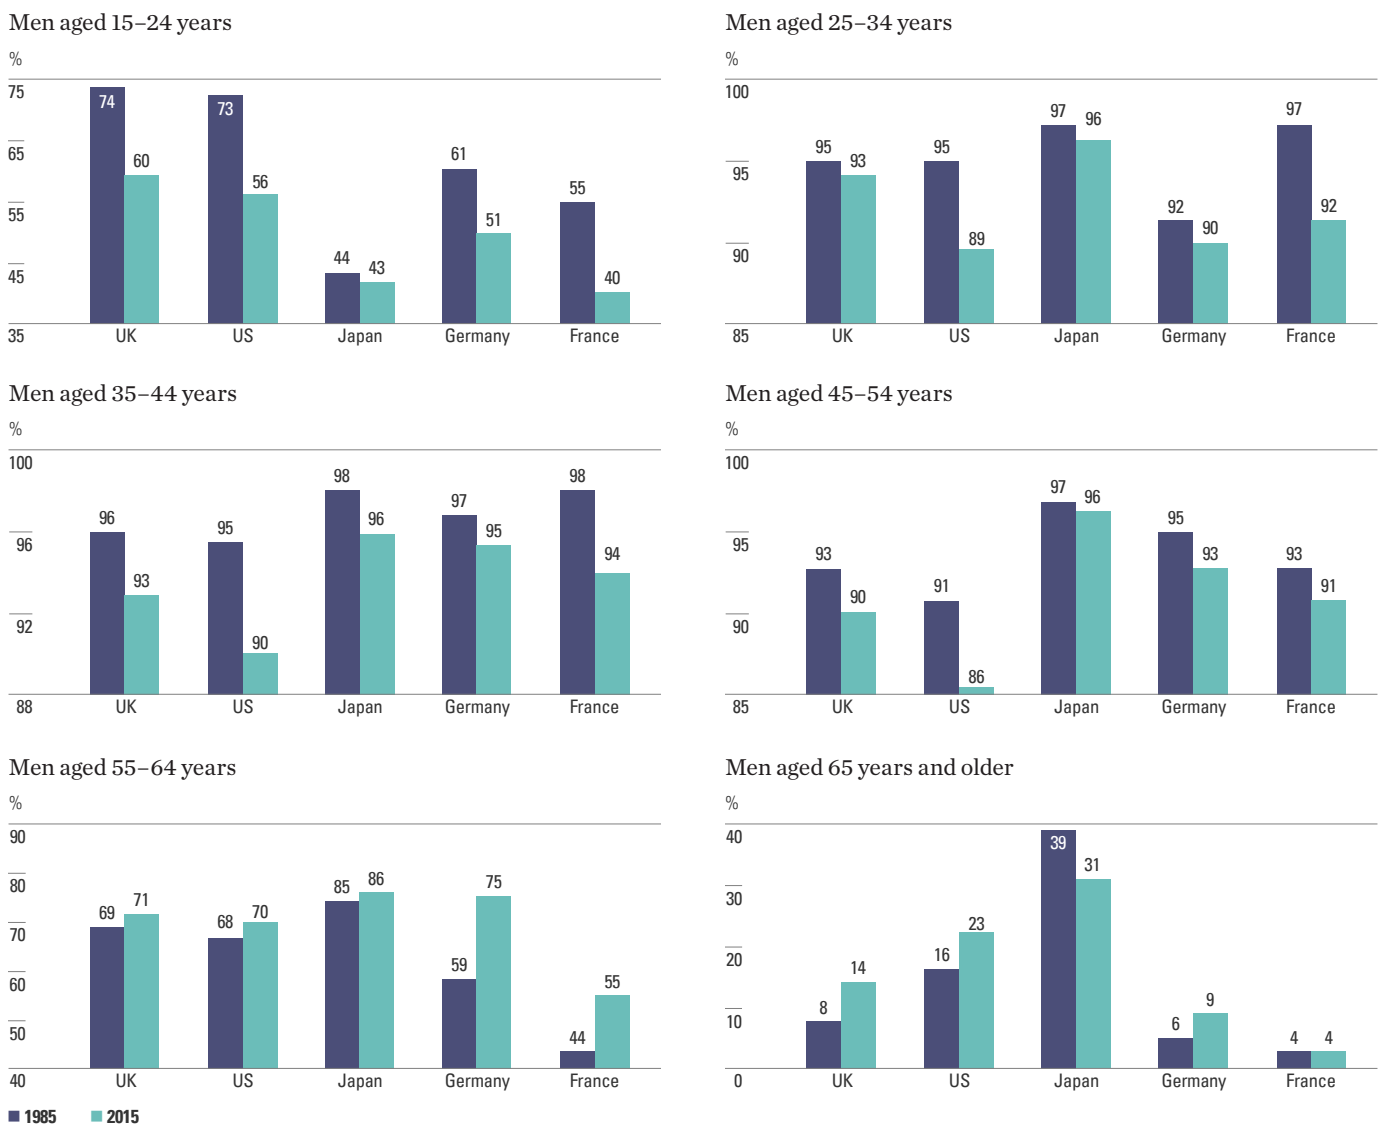 Men aged 15–24 years
%
75
65
55
45
35
74
60
73
56
44
43
61
51
55
40
UK
US
Japan
Germany
France
Men aged 25–34 years
%
100
95
90
85
95
93
95
89
97
96
92
90
97
92
UK
US
Japan
Germany
France
Men aged 35–44 years
%
100
96
92
88
96
93
95
90
98
96
97
95
98
94
UK
US
Japan
Germany
France
Men aged 45–54 years
%
100
95
90
85
93
90
91
86
97
96
95
93
93
91
UK
US
Japan
Germany
France
Men aged 55–64 years
%
90
80
70
60
50
40
69
71
68
70
85
86
59
75
44
55
UK
US
Japan
Germany
France
Men aged 65 years and older
%
40
30
20
10
0
8
14
16
23
39
31
6
9
4
4
UK
US
Japan
Germany
France
1985
2015